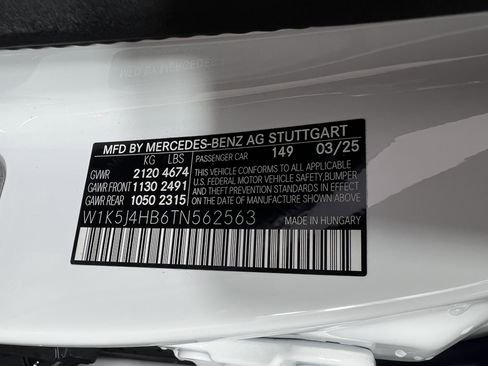 MFD BY MERCEDES-BENZ AG STUTTGART
KG LBS PASSENGER CAR 149 03/25
GVWR 2120 4674
GAWR FRONT 1130 2491
GAWR REAR 1050 2315
THIS VEHICLE CONFORMS TO ALL APPLICABLE
U.S. FEDERAL MOTOR VEHICLE SAFETY, BUMPER
AND THEFT PREVENTION STANDARDS IN EFFECT
ON THE DATE OF MANUFACTURE SHOWN ABOVE.
W1K5J4HB6TN562563 MADE IN HUNGARY